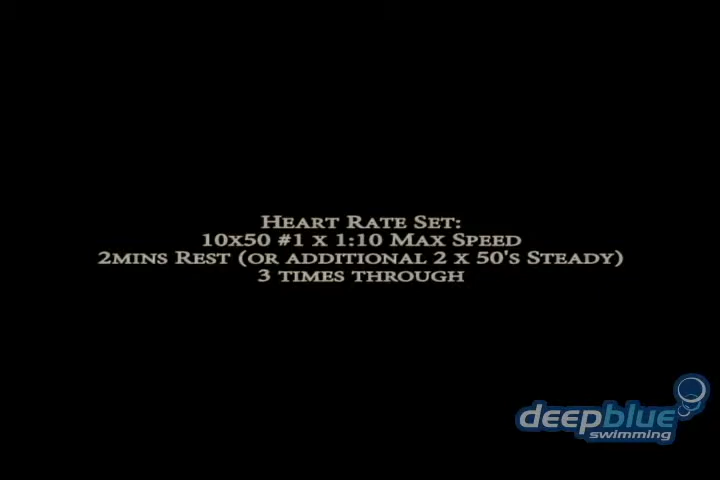 Heart Rate Set:
10x50 #1 x 1:10 Max Speed
2mins Rest (or additional 2 x 50's Steady)
3 times through
deepblue
swimming